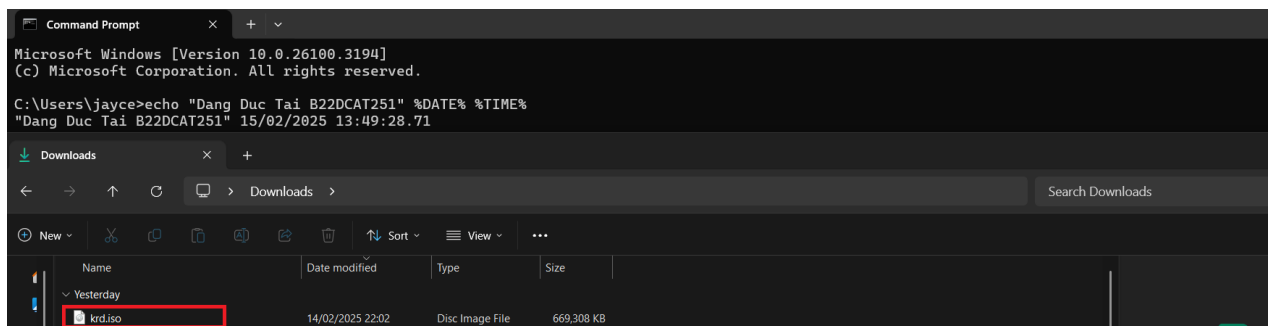 Command Prompt
Microsoft Windows [Version 10.0.26100.3194]
(c) Microsoft Corporation. All rights reserved.
C:\Users\jayce>echo "Dang Duc Tai B22DCAT251" %DATE% %TIME%
"Dang Duc Tai B22DCAT251" 15/02/2025 13:49:28.71
Downloads
Downloads
Search Downloads
New Sort View
Name Date modified Type Size
Yesterday
krd.iso 14/02/2025 22:02 Disc Image File 669,308 KB